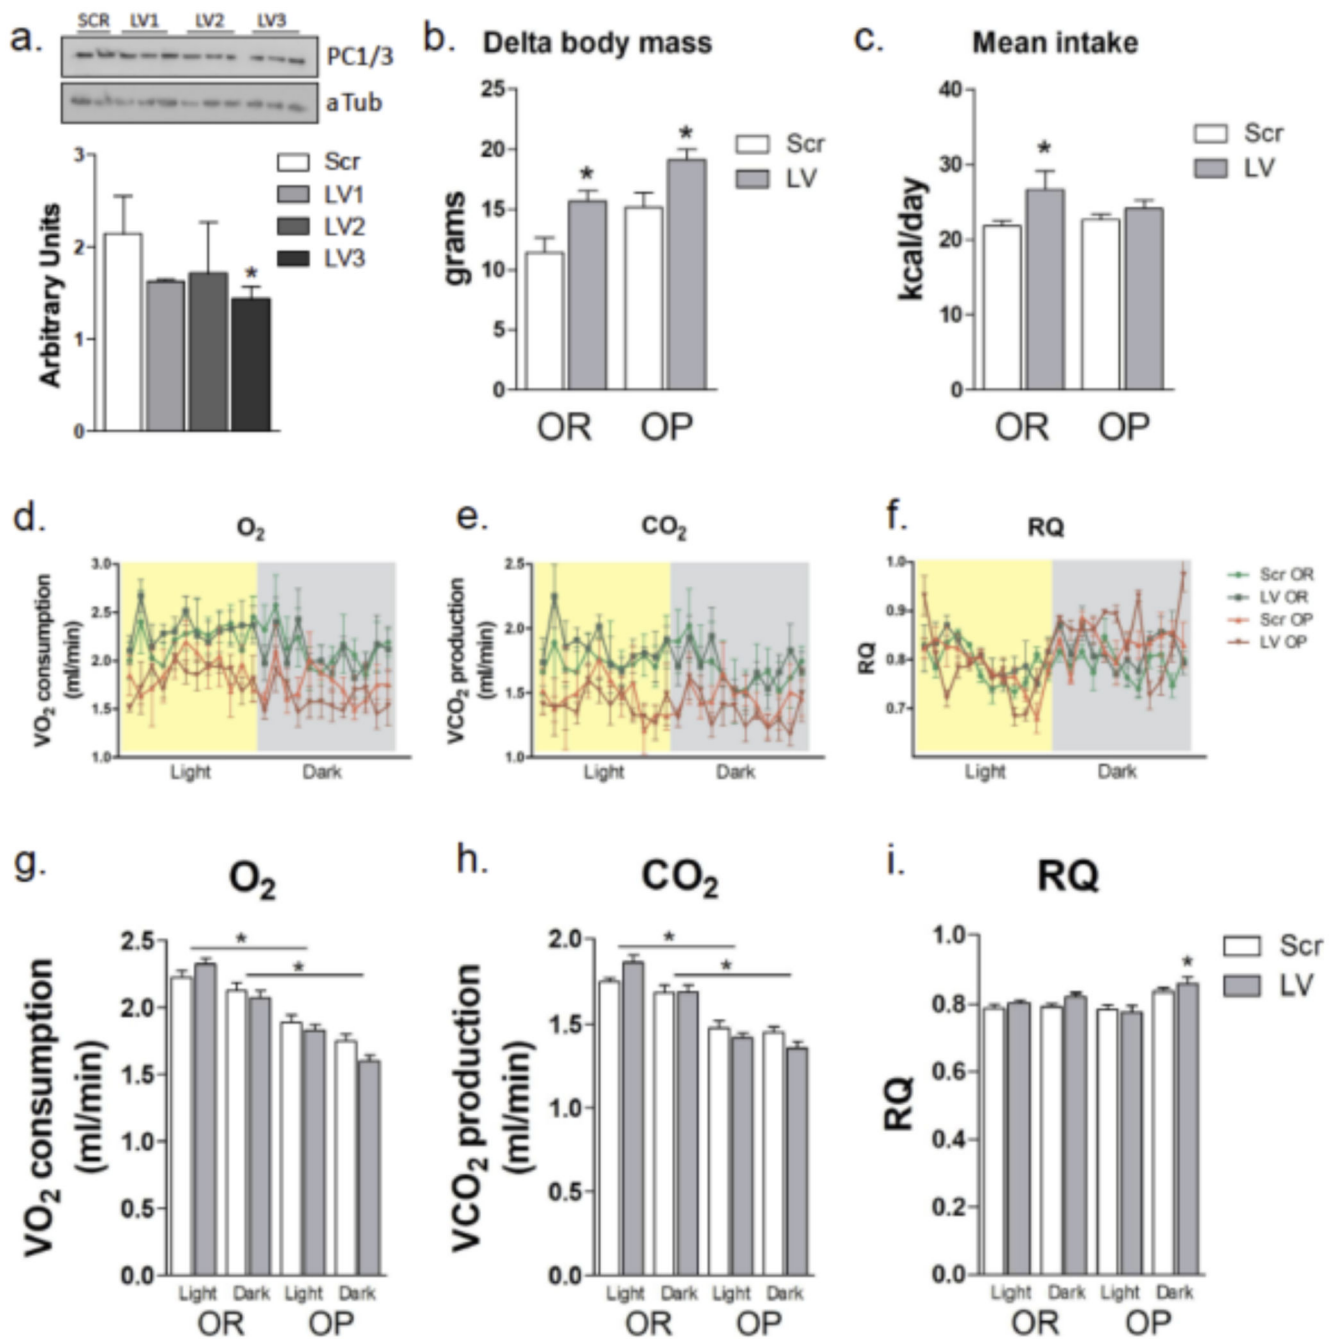 a.
SCR LV1 LV2 LV3
PC1/3
aTub
3
2
1
0
Arbitrary Units
Scr
LV1
LV2
LV3
*
b. Delta body mass
25
20
15
10
5
0
grams
* *
Scr
LV
OR OP
c. Mean intake
40
30
20
10
0
kcal/day
*
Scr
LV
OR OP
d. O2
3.0
2.5
2.0
1.5
1.0
VO2 consumption
(ml/min)
Light Dark
e. CO2
2.5
2.0
1.5
1.0
VCO2 production
(ml/min)
Light Dark
f. RQ
1.0
0.9
0.8
0.7
RQ
Light Dark
Scr OR
LV OR
Scr OP
LV OP
g. O2
2.5
2.0
1.5
1.0
0.5
0.0
VO2 consumption
(ml/min)
*
*
Light Dark Light Dark
OR OP
h. CO2
2.0
1.5
1.0
0.5
0.0
VCO2 production
(ml/min)
*
*
Light Dark Light Dark
OR OP
i. RQ
1.0
0.8
0.6
0.4
0.2
0.0
RQ
*
Scr
LV
Light Dark Light Dark
OR OP